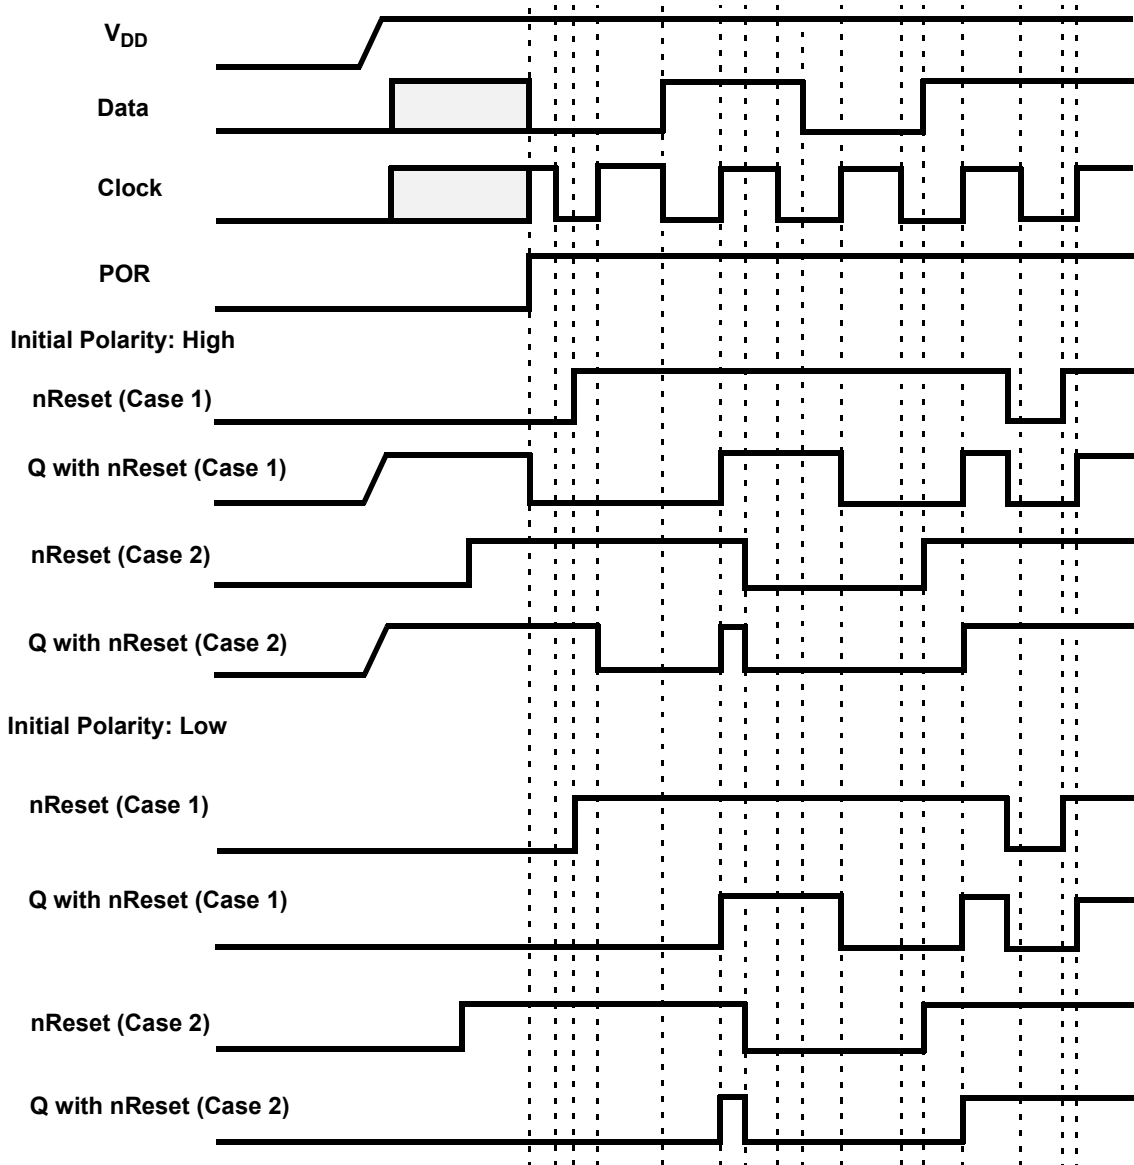 VDD
Data
Clock
POR
Initial Polarity: High
nReset (Case 1)
Q with nReset (Case 1)
nReset (Case 2)
Q with nReset (Case 2)
Initial Polarity: Low
nReset (Case 1)
Q with nReset (Case 1)
nReset (Case 2)
Q with nReset (Case 2)